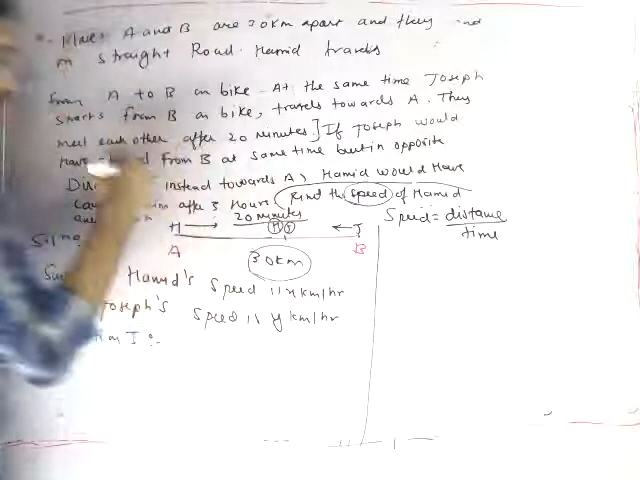 Places A and B are 30km apart and they
on straight Road. Hamid travels
from A to B on bike. At the same time Joseph
starts from B on bike, travels towards A. They
meet each other after 20 minutes.] If Joseph would
have from B at same time but in opposite
instead towards A) Hamid would have
after 3 hours (Find the speed of Hamid
20 minutes
Speed = distance
time
H → H J ← J
A B
30km
Hamid's speed is x km/hr
Joseph's speed is y km/hr
I :-